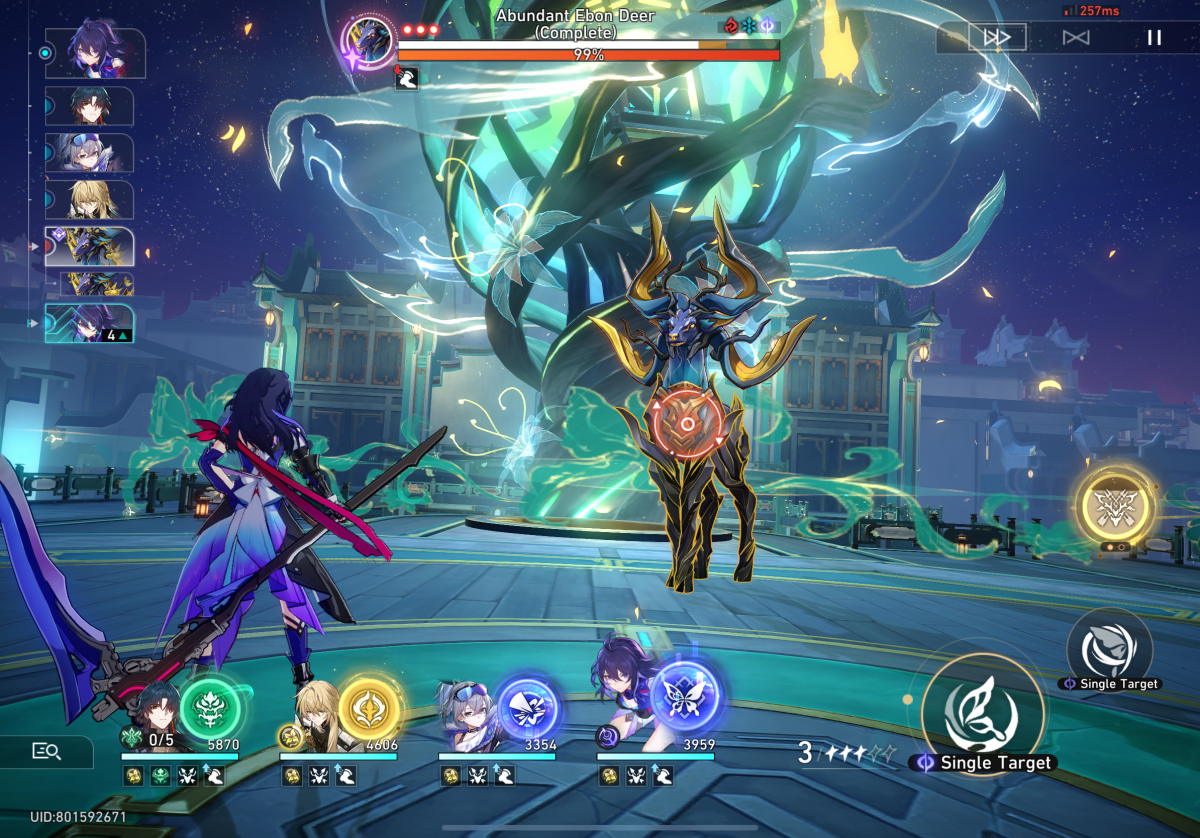 257ms
Abundant Ebon Deer
(Complete)
99%
4
Single Target
0/5
5870
4606
3354
3959
3
Single Target
UID:801592671